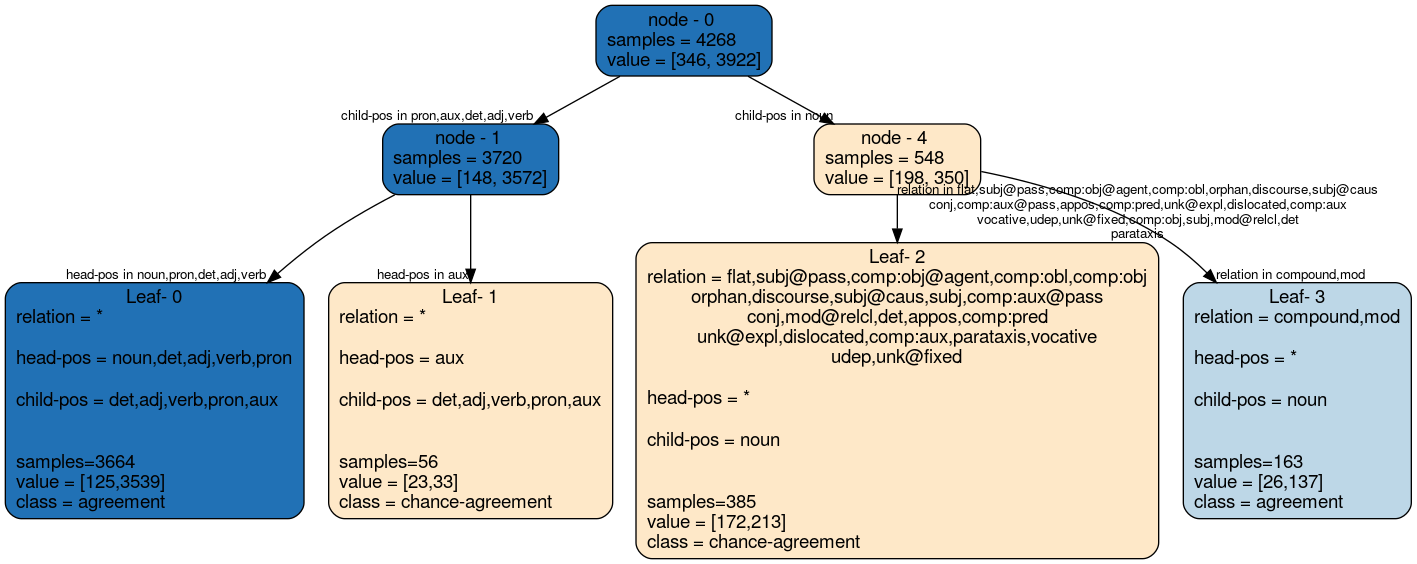 node - 0
samples = 4268
value = [346, 3922]
child-pos in pron,aux,det,adj,verb
child-pos in noun
node - 1
samples = 3720
value = [148, 3572]
node - 4
samples = 548
value = [198, 350]
head-pos in noun,pron,det,adj,verb
head-pos in aux
relation in flat,subj@pass,comp:obj@agent,comp:obl,orphan,discourse,subj@caus
conj,comp:aux@pass,appos,comp:pred,unk@expl,dislocated,comp:aux
vocative,udep,unk@fixed,comp:obj,subj,mod@relcl,det
parataxis
relation in compound,mod
Leaf- 0
relation = *
head-pos = noun,det,adj,verb,pron
child-pos = det,adj,verb,pron,aux
samples=3664
value = [125,3539]
class = agreement
Leaf- 1
relation = *
head-pos = aux
child-pos = det,adj,verb,pron,aux
samples=56
value = [23,33]
class = chance-agreement
Leaf- 2
relation = flat,subj@pass,comp:obj@agent,comp:obl,comp:obj
orphan,discourse,subj@caus,subj,comp:aux@pass
conj,mod@relcl,det,appos,comp:pred
unk@expl,dislocated,comp:aux,parataxis,vocative
udep,unk@fixed
head-pos = *
child-pos = noun
samples=385
value = [172,213]
class = chance-agreement
Leaf- 3
relation = compound,mod
head-pos = *
child-pos = noun
samples=163
value = [26,137]
class = agreement